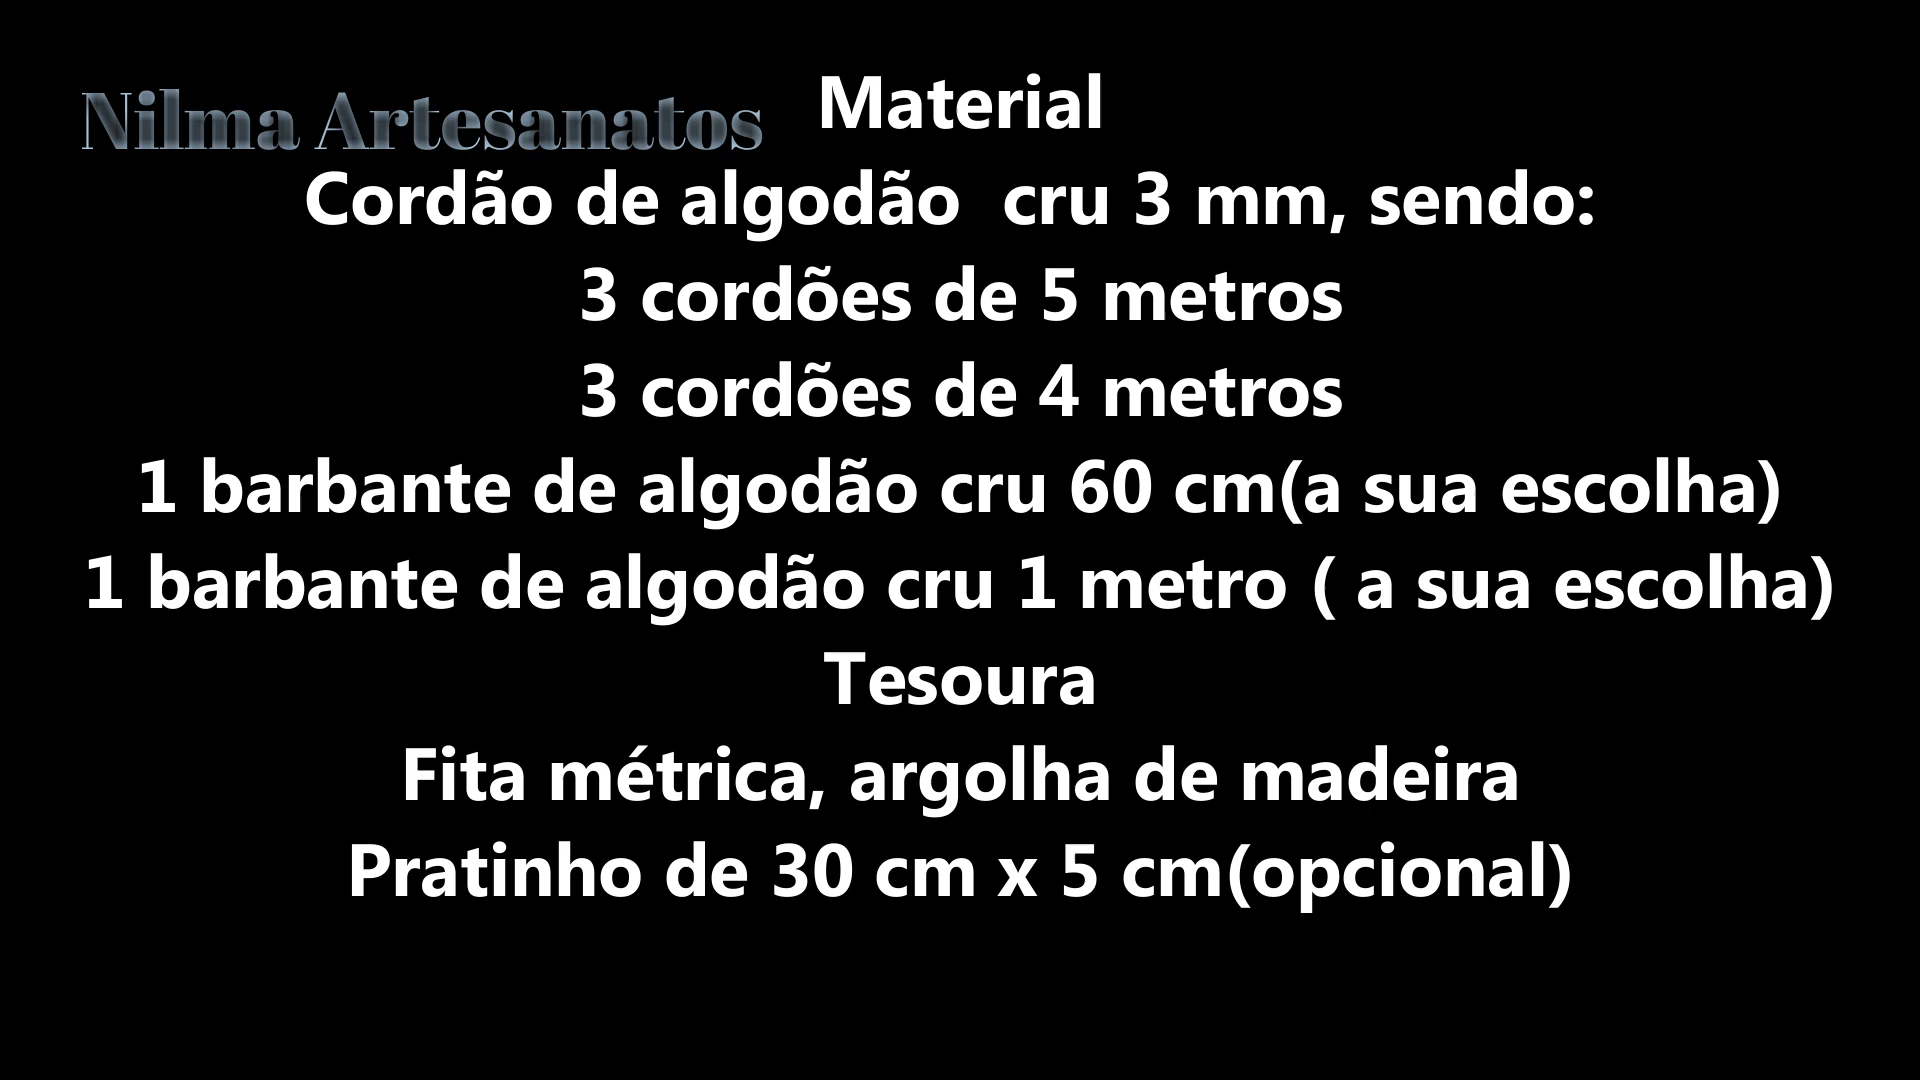 Nilma Artesanatos
Material
Cordão de algodão  cru 3 mm, sendo:
3 cordões de 5 metros
3 cordões de 4 metros
1 barbante de algodão cru 60 cm(a sua escolha)
1 barbante de algodão cru 1 metro ( a sua escolha)
Tesoura
Fita métrica, argolha de madeira
Pratinho de 30 cm x 5 cm(opcional)